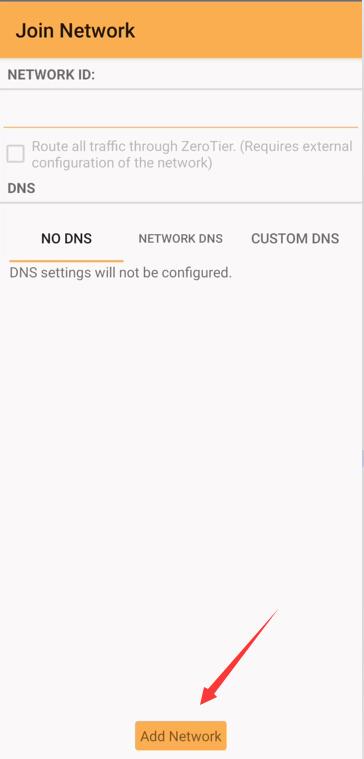 Join Network
NETWORK ID:
Route all traffic through ZeroTier. (Requires external
configuration of the network)
DNS
NO DNS NETWORK DNS CUSTOM DNS
DNS settings will not be configured.
Add Network